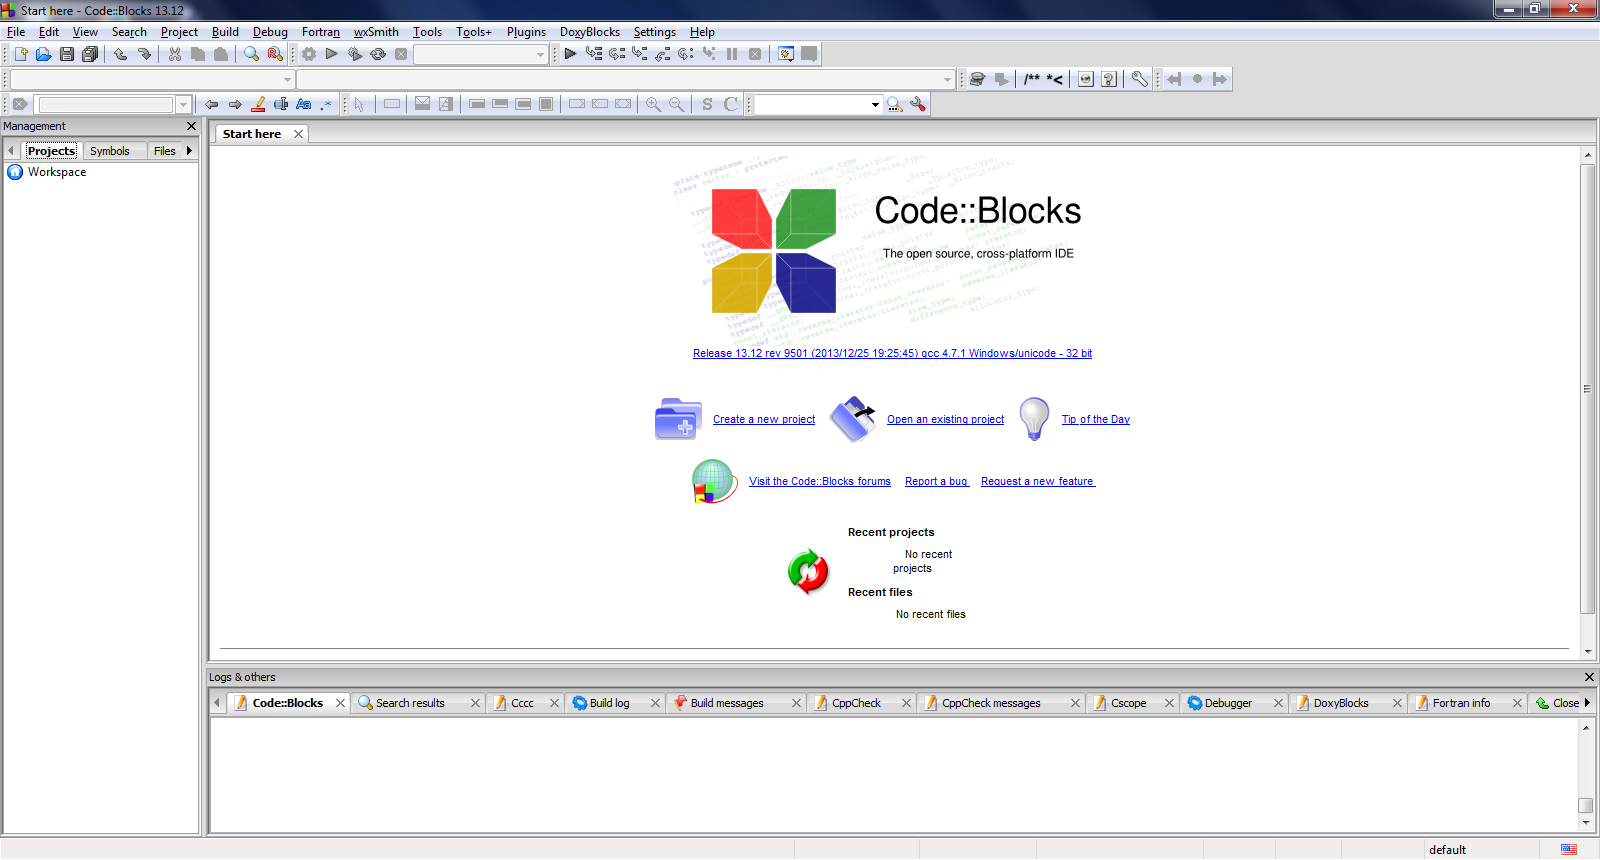 Start here - Code::Blocks 13.12
File Edit View Search Project Build Debug Fortran wxSmith Tools Tools+ Plugins DoxyBlocks Settings Help
/** *<
Aa .*
S C
Management
Projects Symbols Files
Workspace
Start here
Code::Blocks
The open source, cross-platform IDE
Release 13.12 rev 9501 (2013/12/25 19:25:45) gcc 4.7.1 Windows/unicode - 32 bit
Create a new project Open an existing project Tip of the Day
Visit the Code::Blocks forums Report a bug Request a new feature
Recent projects
No recent
projects
Recent files
No recent files
Logs & others
Code::Blocks Search results Cccc Build log Build messages CppCheck CppCheck messages Cscope Debugger DoxyBlocks Fortran info Close
default